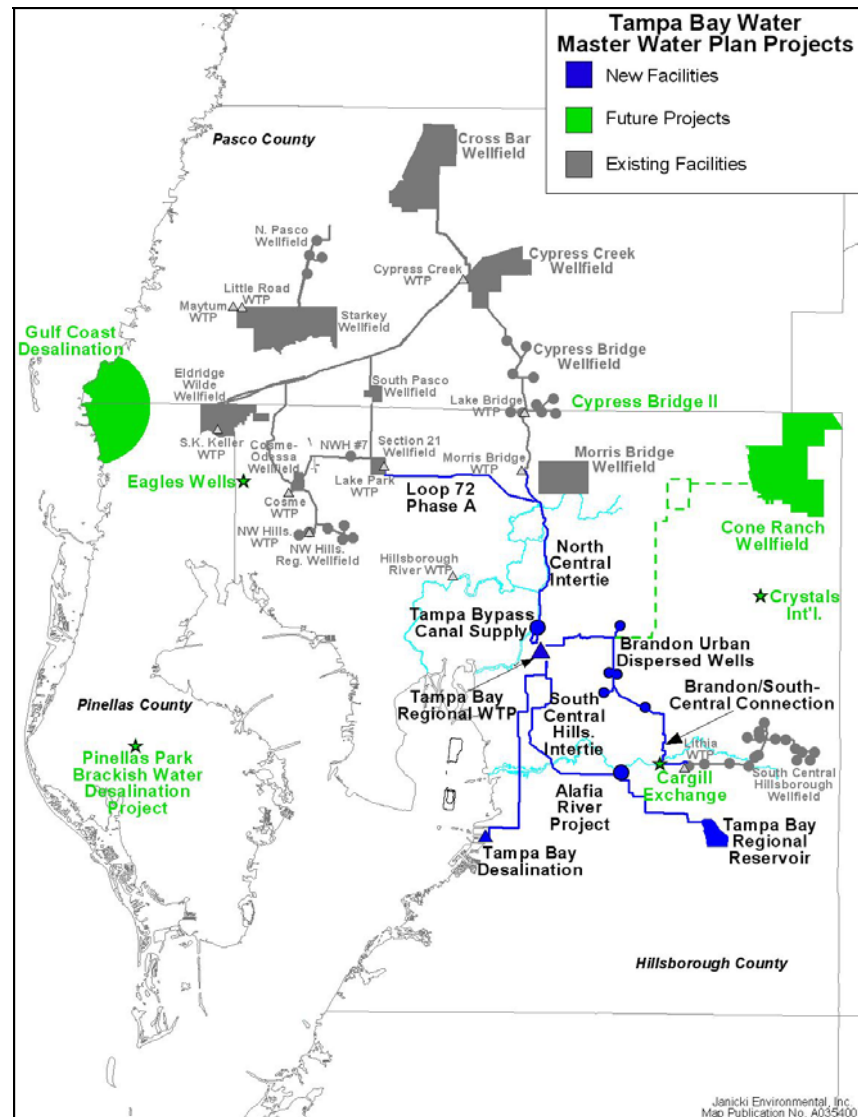 Tampa Bay Water
Master Water Plan Projects
New Facilities
Future Projects
Existing Facilities
Pasco County
Cross Bar
Wellfield
N. Pasco
Wellfield
Cypress Creek
WTP
Cypress Creek
Wellfield
Little Road
WTP
Maytum
WTP
Starkey
Wellfield
Gulf Coast
Desalination
Eldridge
Wilde
Wellfield
Cypress Bridge
Wellfield
South Pasco
Wellfield
Lake Bridge
WTP
Cypress Bridge II
S.K. Keller
WTP
Cosme-
Odessa
Wellfield
NWH #7
Section 21
Wellfield
Morris Bridge
WTP
Morris Bridge
Wellfield
Eagles Wells
Lake Park
WTP
Loop 72
Phase A
Cosme
WTP
Cone Ranch
Wellfield
NW Hills.
WTP
NW Hills.
Reg. Wellfield
Hillsborough
River WTP
North
Central
Intertie
Crystals
Int'l.
Tampa Bypass
Canal Supply
Brandon Urban
Dispersed Wells
Tampa Bay
Regional WTP
Brandon/South-
Central Connection
Pinellas County
South
Central
Hills.
Intertie
Pinellas Park
Brackish Water
Desalination
Project
Lithia
WTP
Cargill
Exchange
South Central
Hillsborough
Wellfield
Alafia
River
Project
Tampa Bay
Regional
Reservoir
Tampa Bay
Desalination
Hillsborough County
Janicki Environmental, Inc.
Map Publication No. A035400